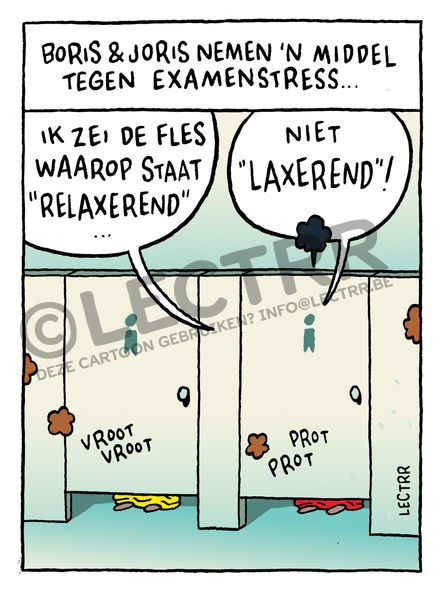 BORIS & JORIS NEMEN 'N MIDDEL
TEGEN EXAMENSTRESS...
IK ZEI DE FLES
WAAROP STAAT
"RELAXEREND"
...
NIET
"LAXEREND"!
© LECTRR
DEZE CARTOON GEBRUIKEN? INFO@LECTRR.BE
VROOT
VROOT
PROT
PROT
LECTRR